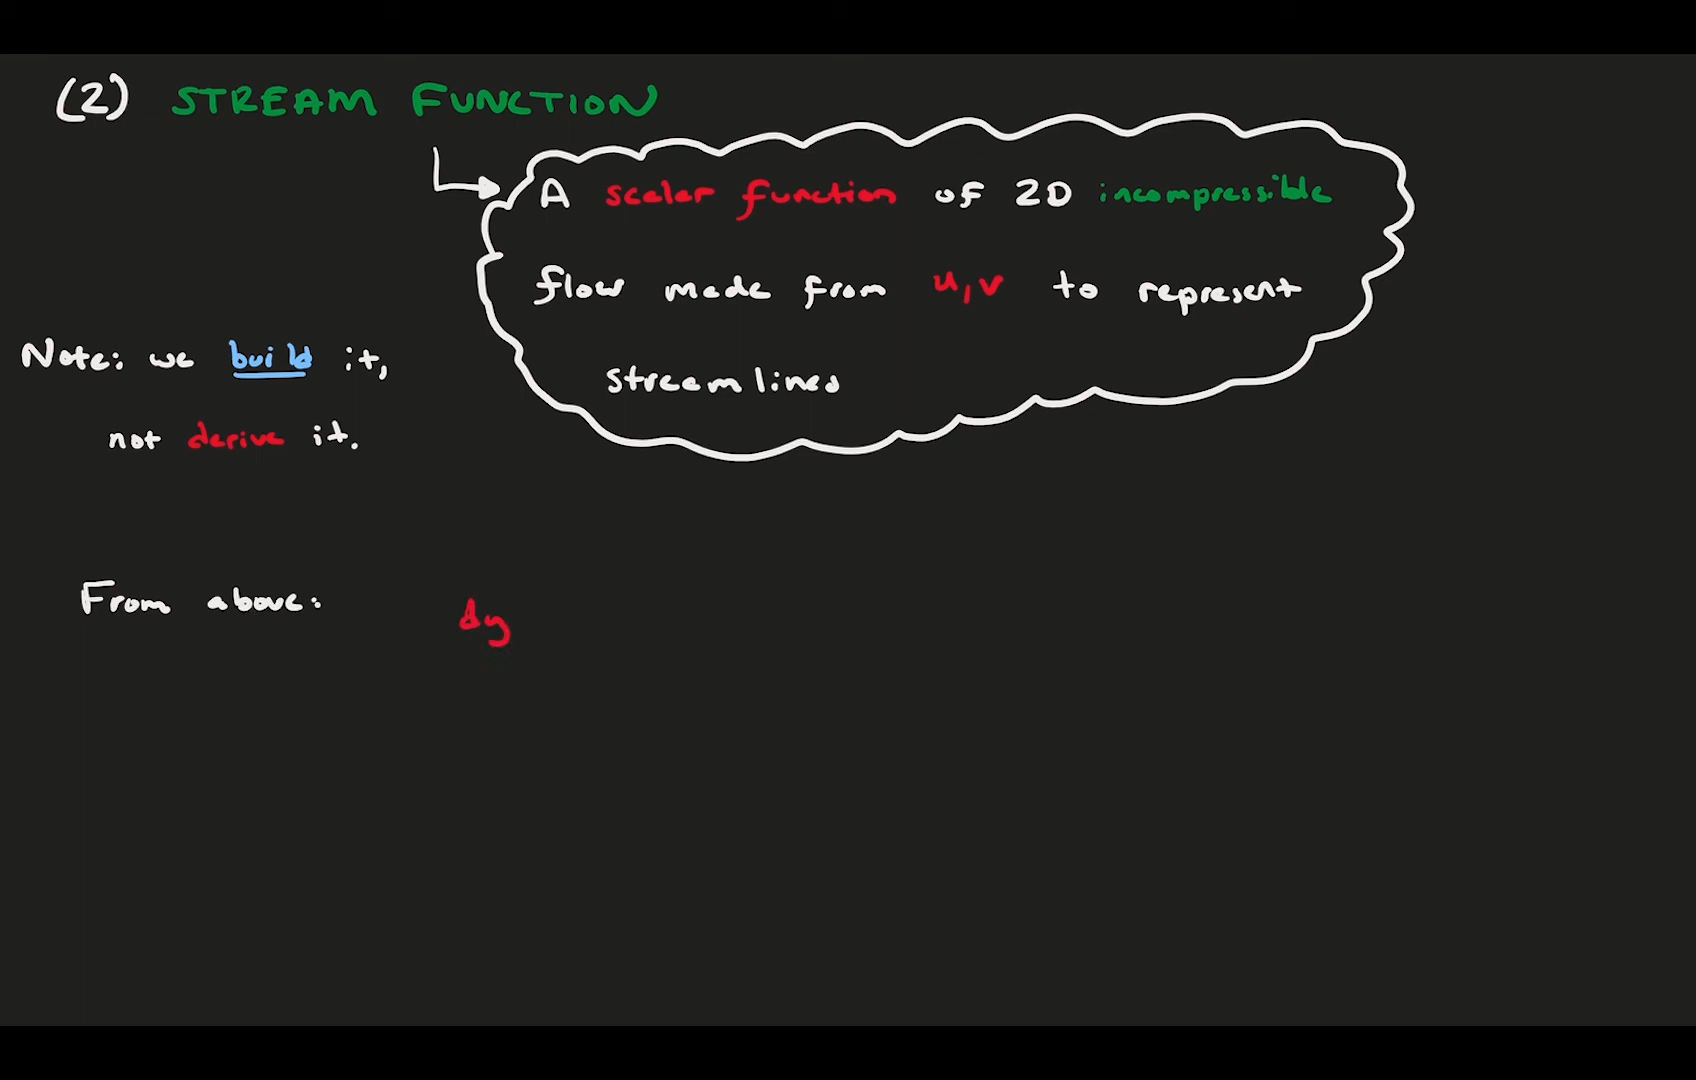 (2) STREAM FUNCTION
A scalar function of 2D incompressible
flow made from u,v to represent
streamlines
Note: we build it,
not derive it.
From above: dy